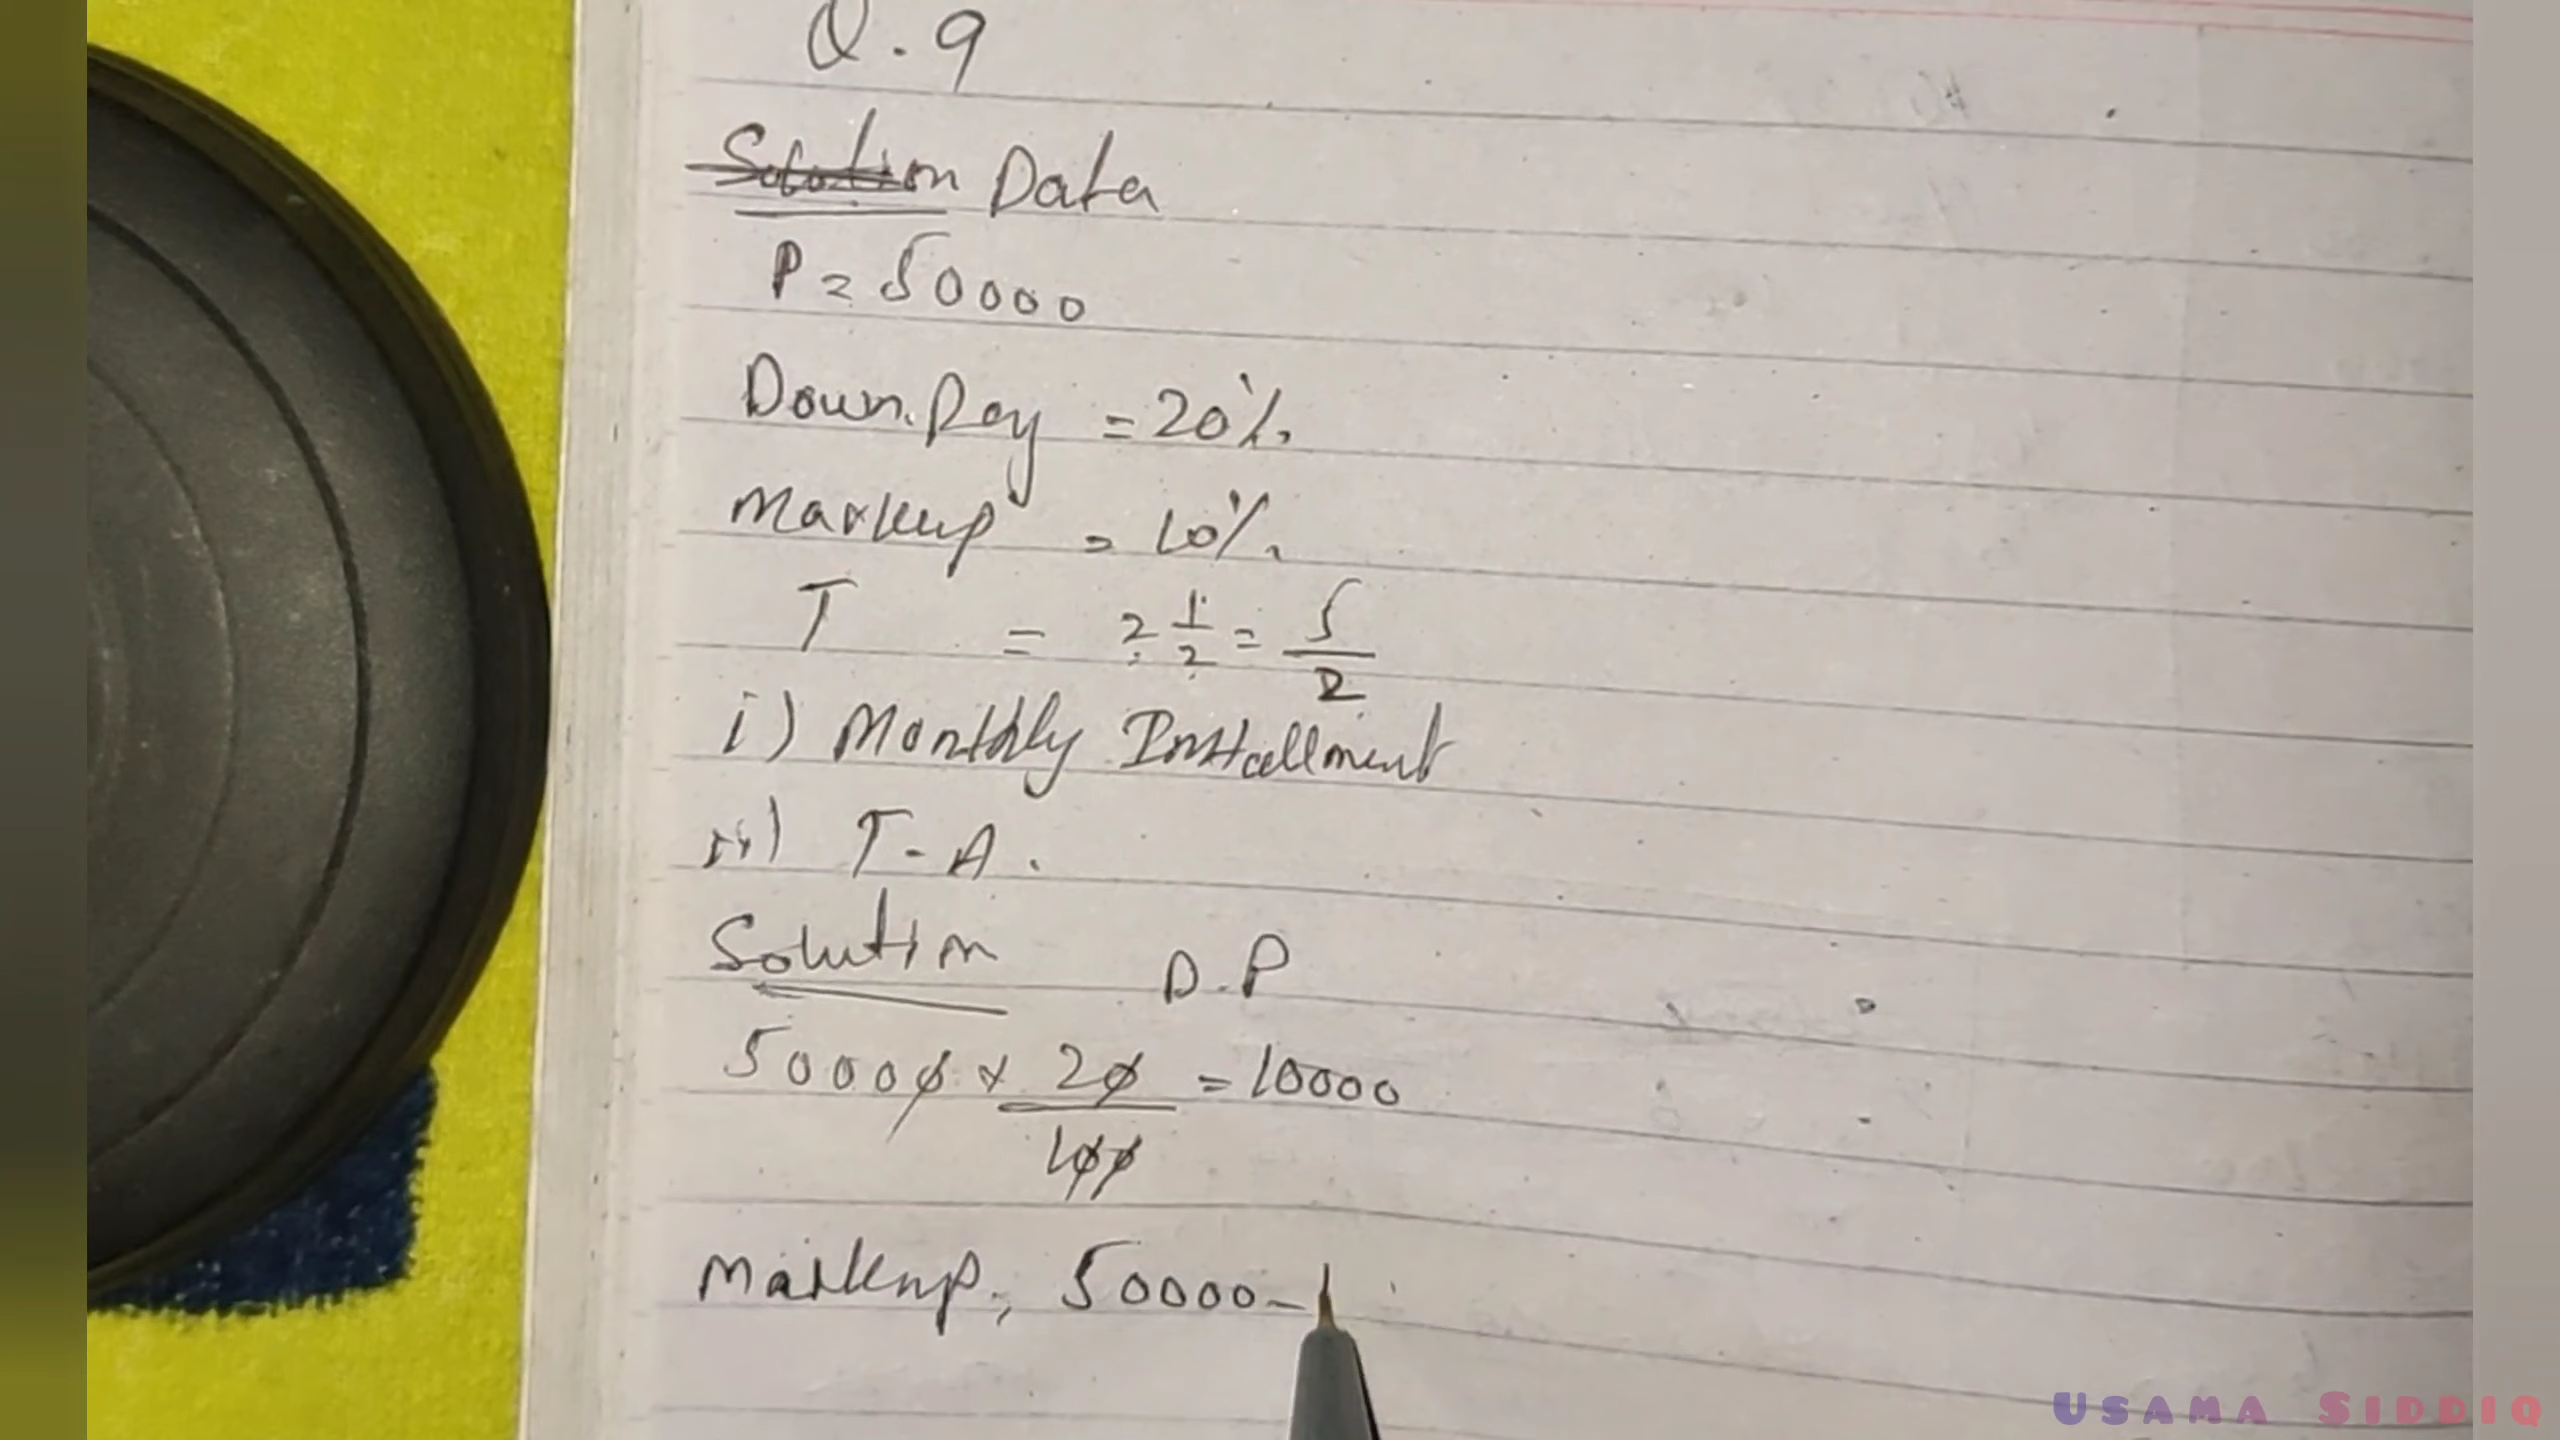 Q.9
Solution Data
P = 50000
Down.Pay = 20%.
Markup = 10%.
T = 2 1/2 = 5/2
i) Monthly Installment
ii) T-A.
Solution D.P
50000 × 20/100 = 10000
Markup, 50000-1
USAMA SIDDIQ